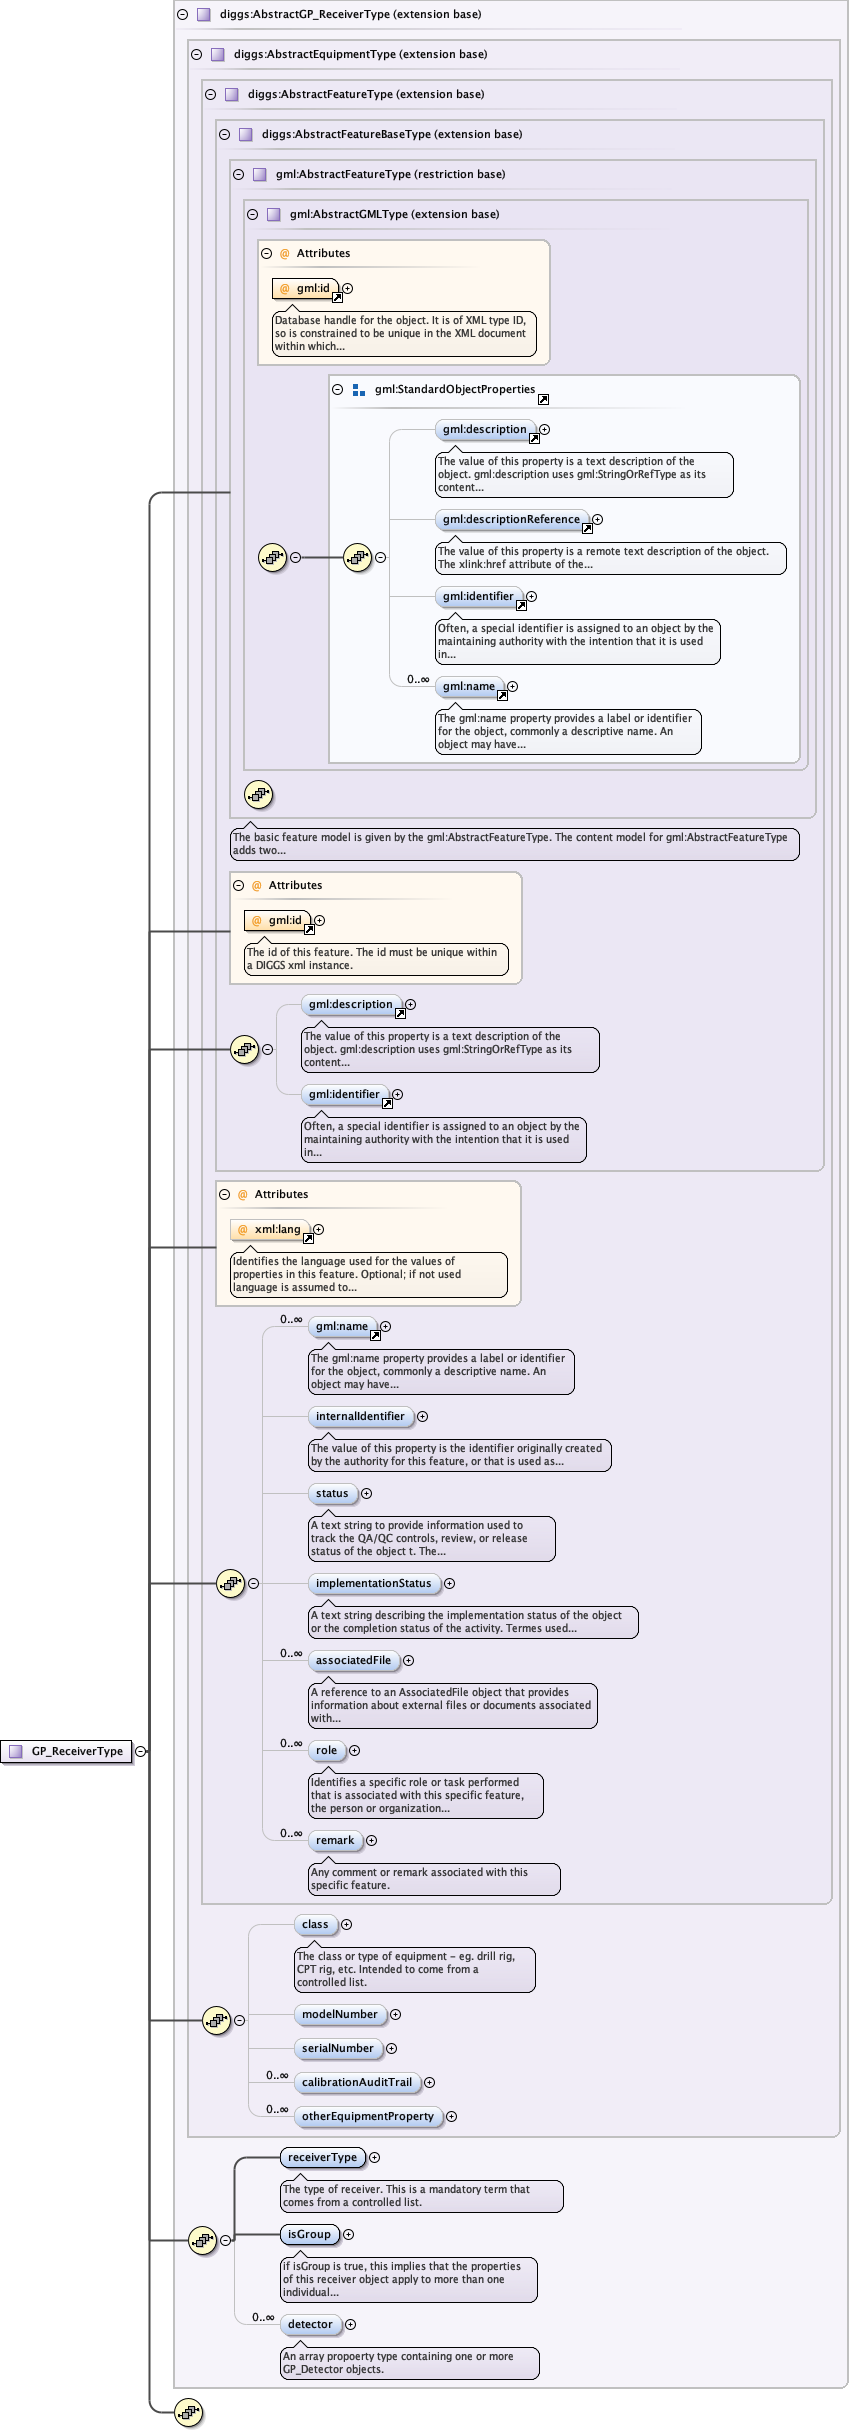 diggs:AbstractGP_ReceiverType (extension base)
diggs:AbstractEquipmentType (extension base)
diggs:AbstractFeatureType (extension base)
diggs:AbstractFeatureBaseType (extension base)
gml:AbstractFeatureType (restriction base)
gml:AbstractGMLType (extension base)
@ Attributes
@ gml:id
Database handle for the object. It is of XML type ID,
so is constrained to be unique in the XML document
within which...
gml:StandardObjectProperties
gml:description
The value of this property is a text description of the
object. gml:description uses gml:StringOrRefType as its
content...
gml:descriptionReference
The value of this property is a remote text description of the object.
The xlink:href attribute of the...
gml:identifier
Often, a special identifier is assigned to an object by the
maintaining authority with the intention that it is used
in...
0..∞ gml:name
The gml:name property provides a label or identifier
for the object, commonly a descriptive name. An
object may have...
The basic feature model is given by the gml:AbstractFeatureType. The content model for gml:AbstractFeatureType
adds two...
@ Attributes
@ gml:id
The id of this feature. The id must be unique within
a DIGGS xml instance.
gml:description
The value of this property is a text description of the
object. gml:description uses gml:StringOrRefType as its
content...
gml:identifier
Often, a special identifier is assigned to an object by the
maintaining authority with the intention that it is used
in...
@ Attributes
@ xml:lang
Identifies the language used for the values of
properties in this feature. Optional; if not used
language is assumed to...
0..∞ gml:name
The gml:name property provides a label or identifier
for the object, commonly a descriptive name. An
object may have...
internalIdentifier
The value of this property is the identifier originally created
by the authority for this feature, or that is used as...
status
A text string to provide information used to
track the QA/QC controls, review, or release
status of the object t. The...
implementationStatus
A text string describing the implementation status of the object
or the completion status of the activity. Termes used...
0..∞ associatedFile
A reference to an AssociatedFile object that provides
information about external files or documents associated
with...
GP_ReceiverType
0..∞ role
Identifies a specific role or task performed
that is associated with this specific feature,
the person or organization...
0..∞ remark
Any comment or remark associated with this
specific feature.
class
The class or type of equipment - eg. drill rig,
CPT rig, etc. Intended to come from a
controlled list.
modelNumber
serialNumber
0..∞ calibrationAuditTrail
0..∞ otherEquipmentProperty
receiverType
The type of receiver. This is a mandatory term that
comes from a controlled list.
isGroup
if isGroup is true, this implies that the properties
of this receiver object apply to more than one
individual...
0..∞ detector
An array propoerty type containing one or more
GP_Detector objects.